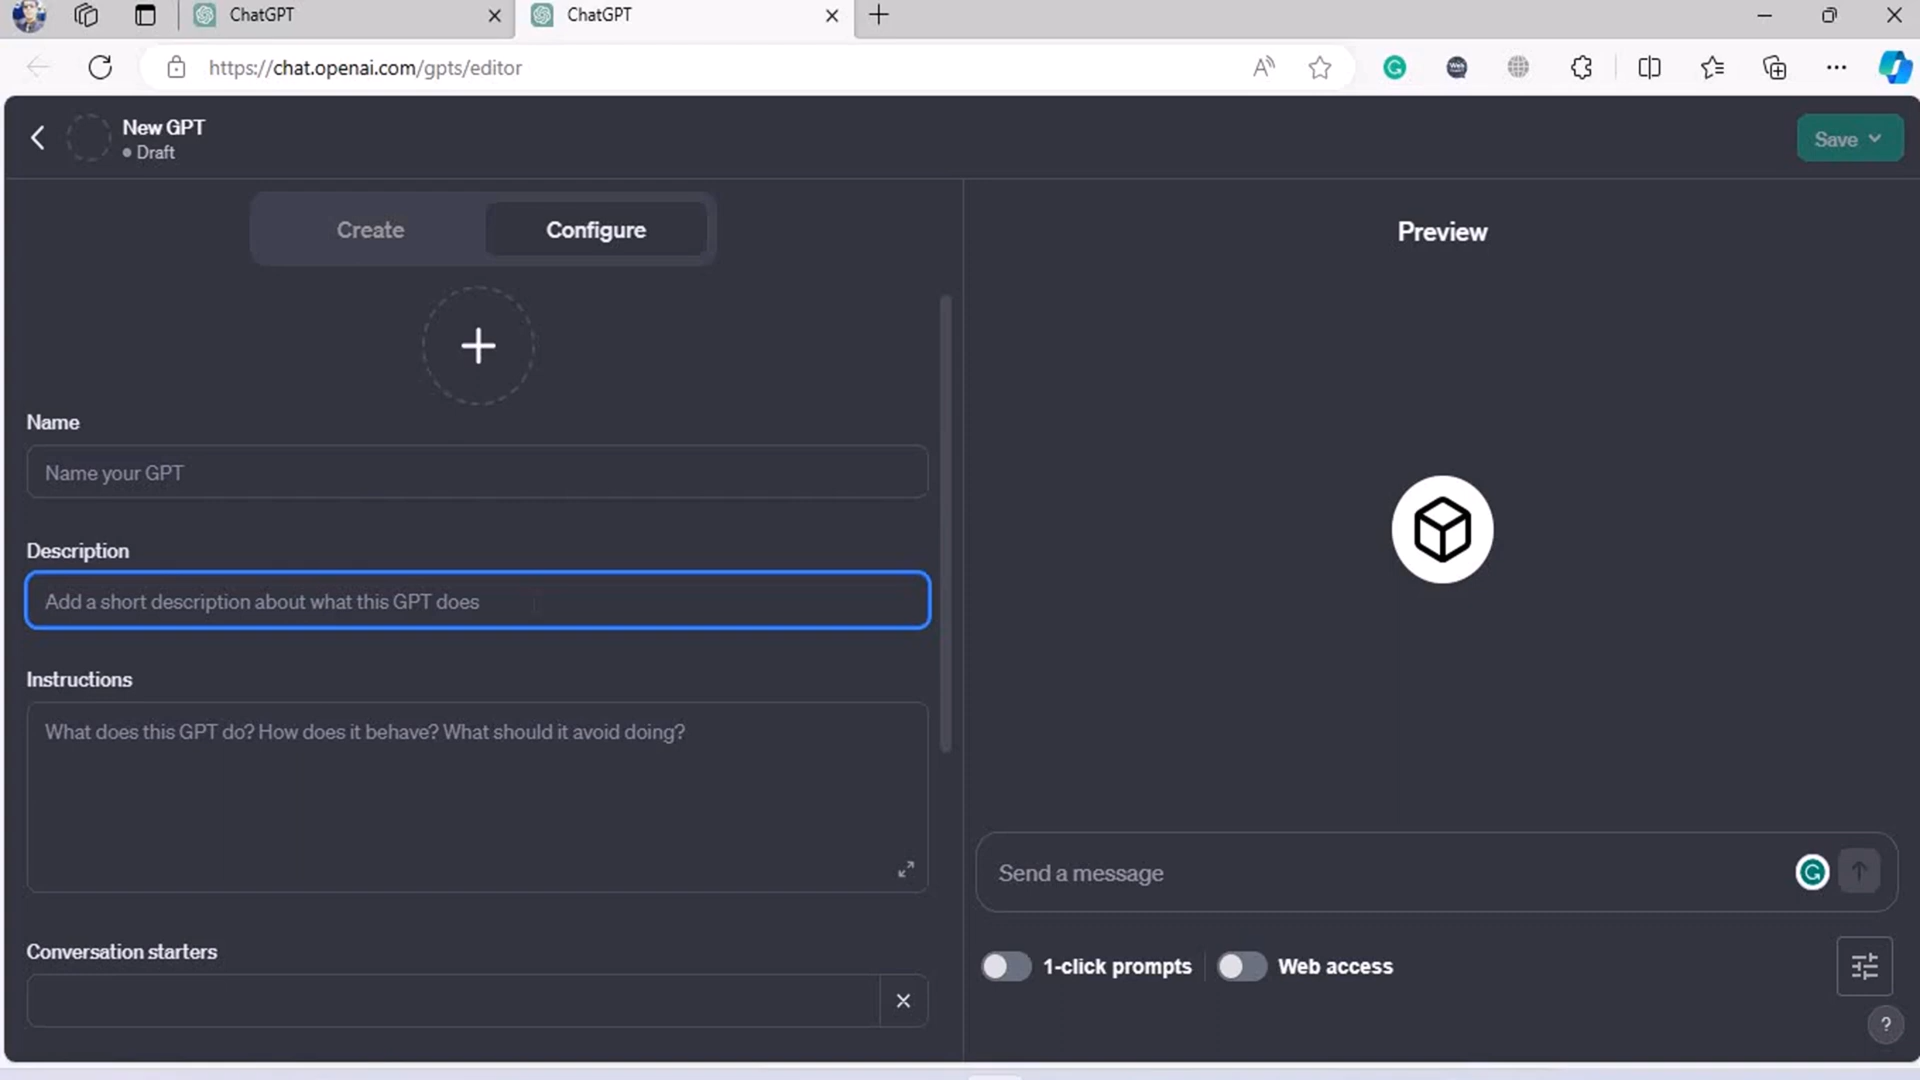 ChatGPT
ChatGPT
https://chat.openai.com/gpts/editor
New GPT
Draft
Save
Create
Configure
Preview
Name
Name your GPT
Description
Add a short description about what this GPT does
Instructions
What does this GPT do? How does it behave? What should it avoid doing?
Send a message
Conversation starters
1-click prompts
Web access
?